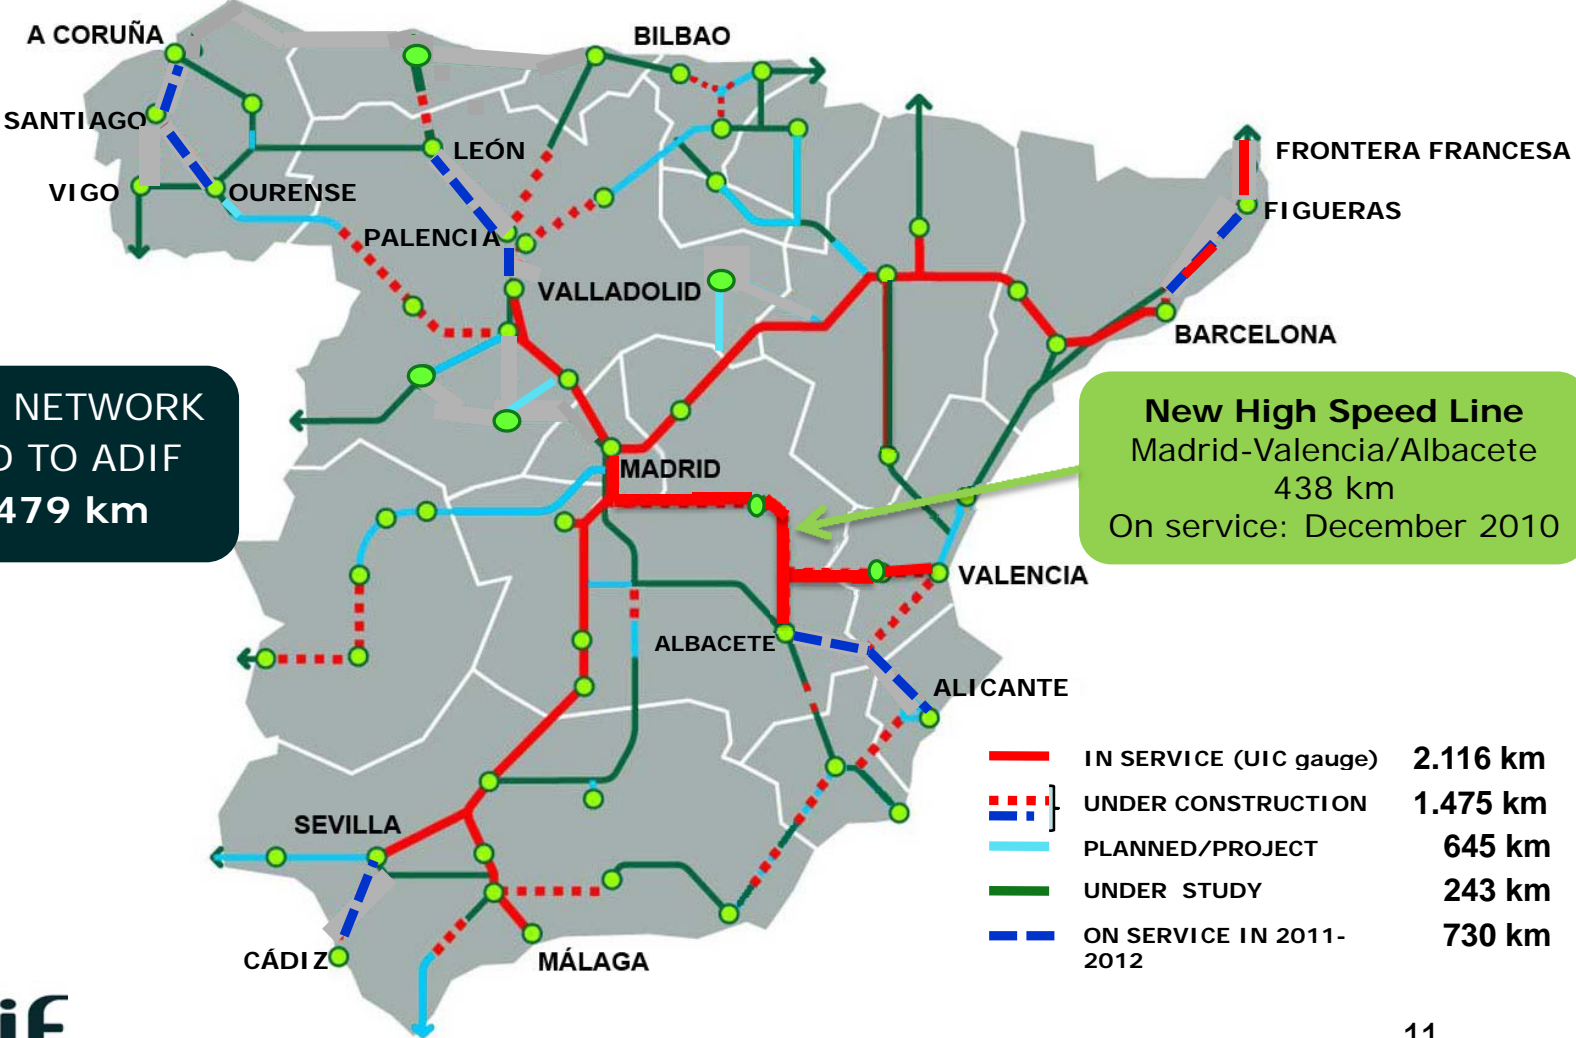 A CORUÑA
BILBAO
SANTIAGO
LEÓN
FRONTERA FRANCESA
VIGO
OURENSE
FIGUERAS
PALENCIA
VALLADOLID
BARCELONA
NETWORK
TO ADIF
479 km
MADRID
New High Speed Line
Madrid-Valencia/Albacete
438 km
On service: December 2010
VALENCIA
ALBACETE
ALICANTE
IN SERVICE (UIC gauge) 2.116 km
UNDER CONSTRUCTION 1.475 km
PLANNED/PROJECT 645 km
UNDER STUDY 243 km
ON SERVICE IN 2011-
2012 730 km
SEVILLA
CÁDIZ
MÁLAGA
11